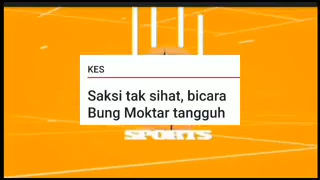 KES
Saksi tak sihat, bicara
Bung Moktar tangguh
SPORTS